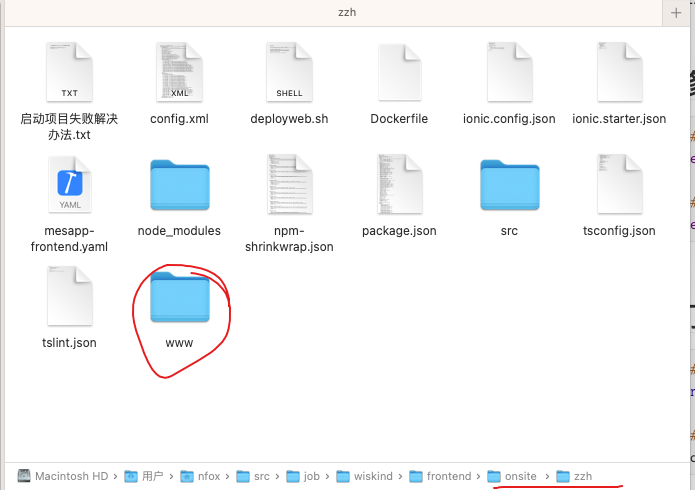 zzh
+
TXT
XML
SHELL
启动项目失败解决
办法.txt
config.xml
deployweb.sh
Dockerfile
ionic.config.json
ionic.starter.json
YAML
mesapp-
frontend.yaml
node_modules
npm-
shrinkwrap.json
package.json
src
tsconfig.json
tslint.json
www
Macintosh HD > 用户 > nfox > src > job > wiskind > frontend > onsite > zzh